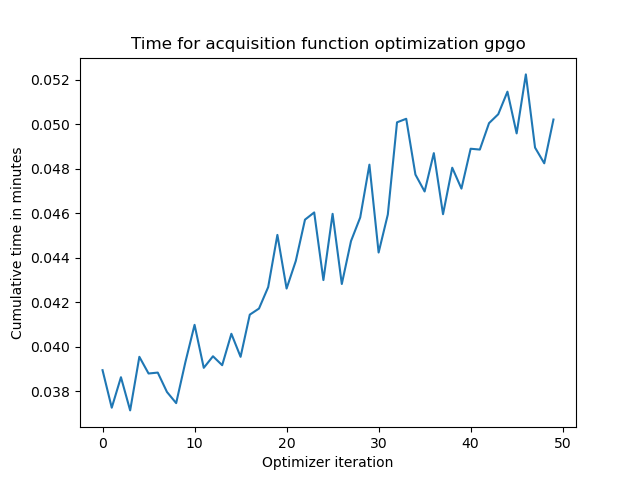 Time for acquisition function optimization gpgo
0.052
0.050
0.048
0.046
0.044
0.042
0.040
0.038
Cumulative time in minutes
0 10 20 30 40 50
Optimizer iteration